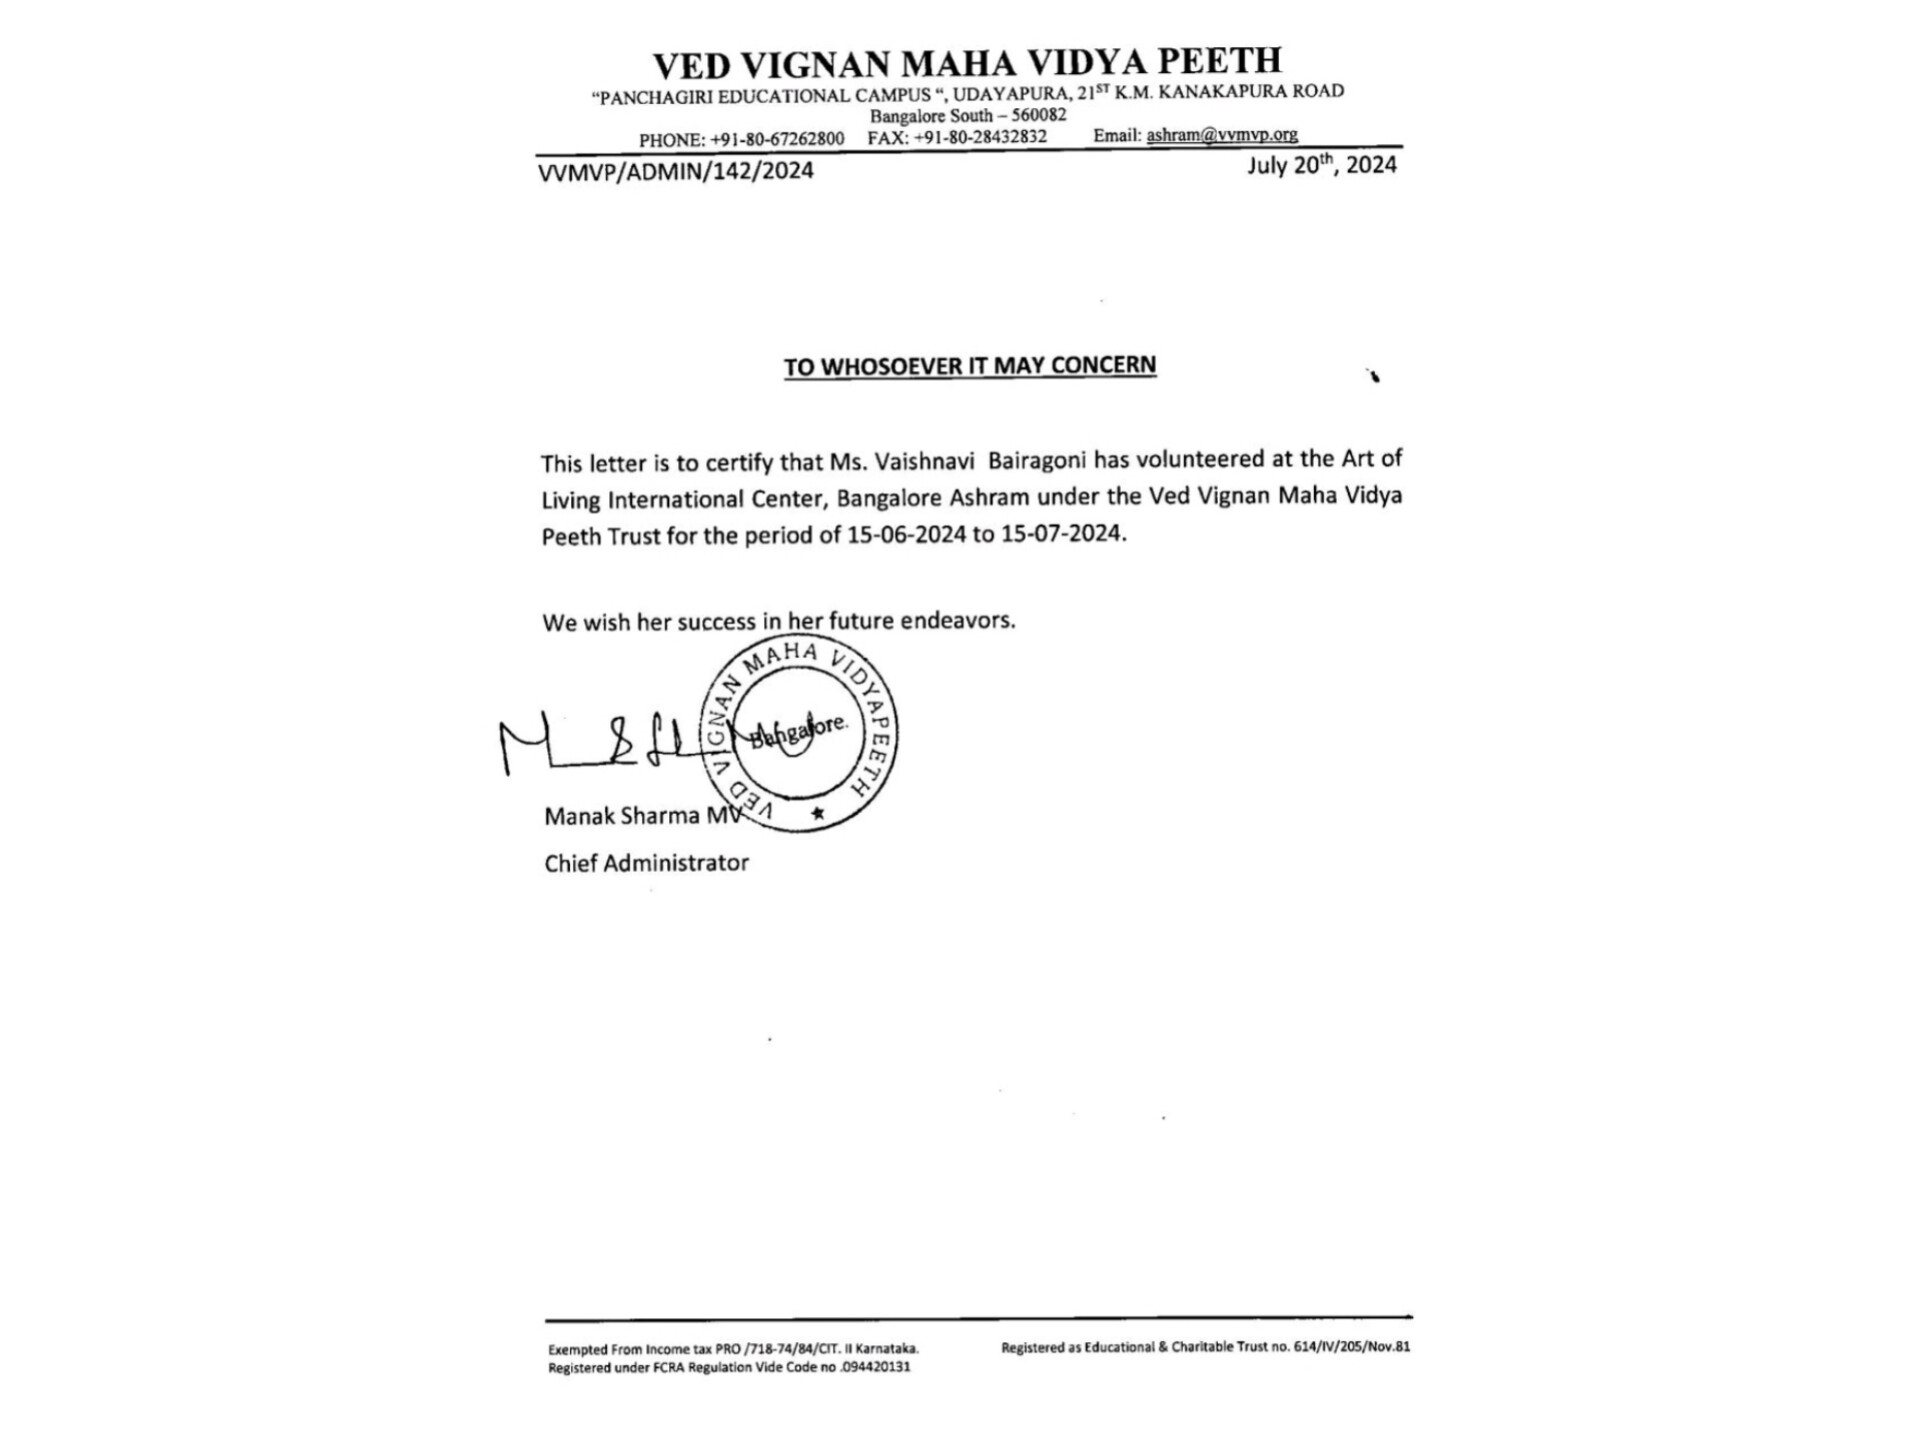 VED VIGNAN MAHA VIDYA PEETH
“PANCHAGIRI EDUCATIONAL CAMPUS “, UDAYAPURA, 21ST K.M. KANAKAPURA ROAD
Bangalore South – 560082
PHONE: +91-80-67262800 FAX: +91-80-28432832 Email: ashram@vvmvp.org
VVMVP/ADMIN/142/2024 July 20th, 2024
TO WHOSOEVER IT MAY CONCERN
This letter is to certify that Ms. Vaishnavi Bairagoni has volunteered at the Art of
Living International Center, Bangalore Ashram under the Ved Vignan Maha Vidya
Peeth Trust for the period of 15-06-2024 to 15-07-2024.
We wish her success in her future endeavors.
VED VIGNAN MAHA VIDYAPEETH
Bangalore.
Manak Sharma MV
Chief Administrator
Exempted From Income tax PRO /718-74/84/CIT. II Karnataka. Registered as Educational & Charitable Trust no. 614/IV/205/Nov.81
Registered under FCRA Regulation Vide Code no .094420131